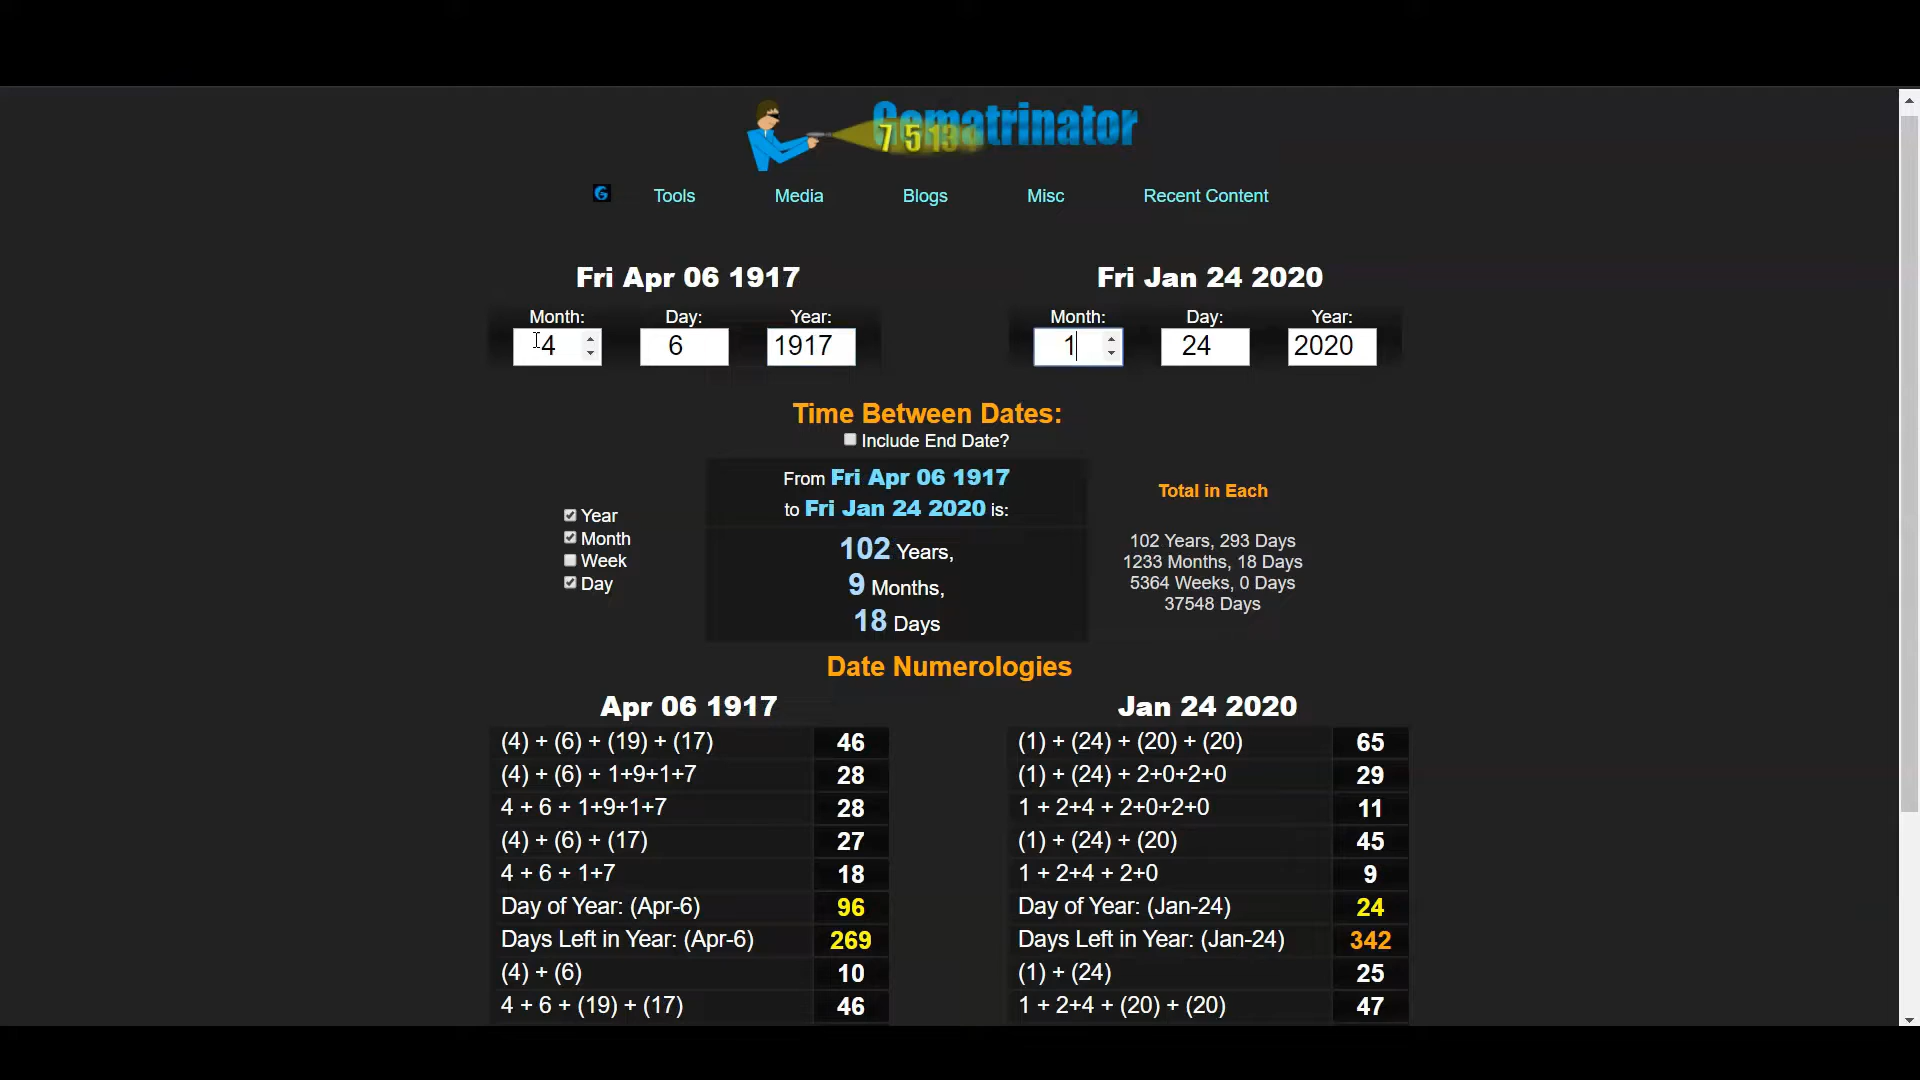 Gematrinator
7 5 13
Tools Media Blogs Misc Recent Content
Fri Apr 06 1917 Fri Jan 24 2020
Month: Day: Year: Month: Day: Year:
4 6 1917 1 24 2020
Time Between Dates:
Include End Date?
From Fri Apr 06 1917
to Fri Jan 24 2020 is:
102 Years,
9 Months,
18 Days
Year
Month
Week
Day
Total in Each
102 Years, 293 Days
1233 Months, 18 Days
5364 Weeks, 0 Days
37548 Days
Date Numerologies
Apr 06 1917
(4) + (6) + (19) + (17) 46
(4) + (6) + 1+9+1+7 28
4 + 6 + 1+9+1+7 28
(4) + (6) + (17) 27
4 + 6 + 1+7 18
Day of Year: (Apr-6) 96
Days Left in Year: (Apr-6) 269
(4) + (6) 10
4 + 6 + (19) + (17) 46
Jan 24 2020
(1) + (24) + (20) + (20) 65
(1) + (24) + 2+0+2+0 29
1 + 2+4 + 2+0+2+0 11
(1) + (24) + (20) 45
1 + 2+4 + 2+0 9
Day of Year: (Jan-24) 24
Days Left in Year: (Jan-24) 342
(1) + (24) 25
1 + 2+4 + (20) + (20) 47